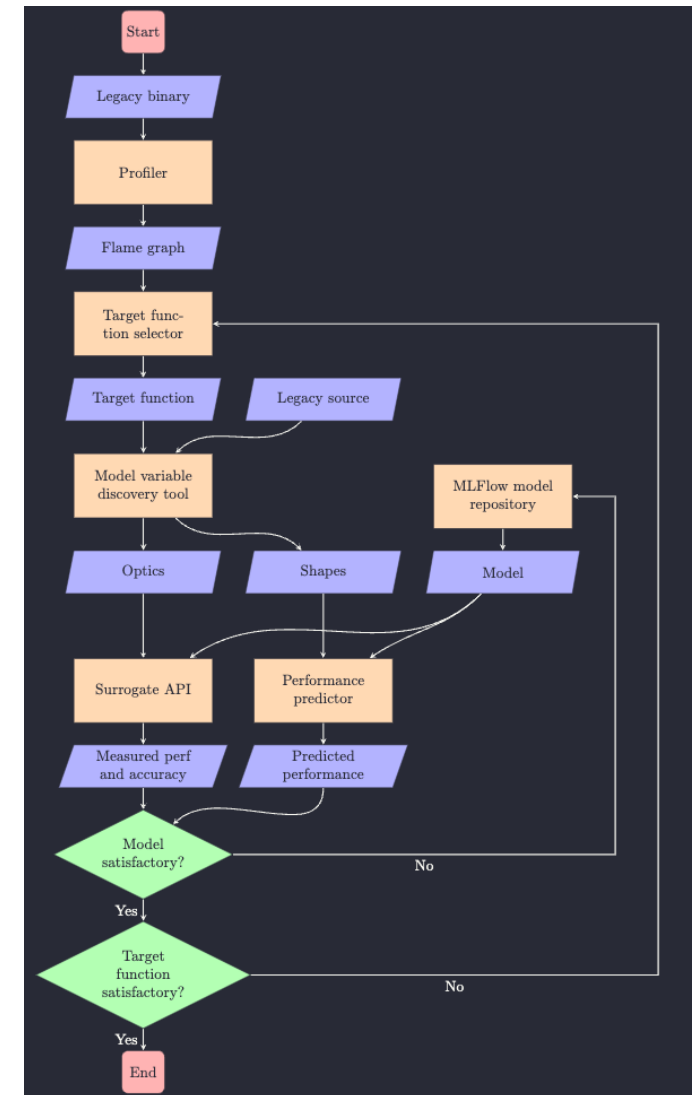 Start
Legacy binary
Profiler
Flame graph
Target func-
tion selector
Target function
Legacy source
Model variable
discovery tool
MLFlow model
repository
Optics
Shapes
Model
Surrogate API
Performance
predictor
Measured perf
and accuracy
Predicted
performance
Model
satisfactory?
No
Yes
Target
function
satisfactory?
No
Yes
End